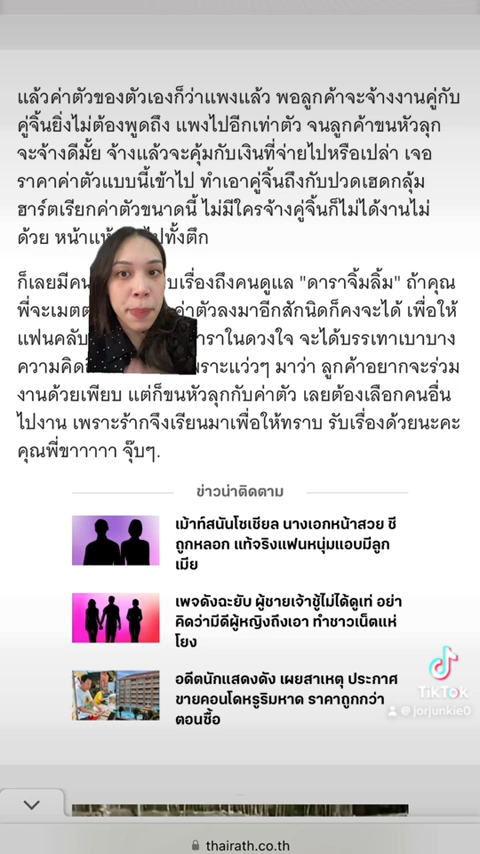 แล้วค่าตัวของตัวเองก็ว่าแพงแล้ว พอลูกค้าจะจ้างงานคู่กับ
คู่จิ้นยิ่งไม่ต้องพูดถึง แพงไปอีกเท่าตัว จนลูกค้าขนหัวลุก
จะจ้างดีมั้ย จ้างแล้วจะคุ้มกับเงินที่จ่ายไปหรือเปล่า เจอ
ราคาค่าตัวแบบนี้เข้าไป ทำเอาคู่จิ้นถึงกับปวดเฮดกลุ้ม
ฮาร์ตเรียกค่าตัวขนาดนี้ ไม่มีใครจ้างคู่จิ้นก็ไม่ได้งานไม่
ด้วย หน้าแห้ ไปทั้งตึก
ก็เลยมีคน บเรื่องถึงคนดูแล "ดาราจิ้มลิ้ม" ถ้าคุณ
พี่จะเมตต ค่าตัวลงมาอีกสักนิดก็คงจะได้ เพื่อให้
แฟนคลับ ดาราในดวงใจ จะได้บรรเทาเบาบาง
ความคิด เพราะแว่วๆ มาว่า ลูกค้าอยากจะร่วม
งานด้วยเพียบ แต่ก็ขนหัวลุกกับค่าตัว เลยต้องเลือกคนอื่น
ไปงาน เพราะร้ากจึงเรียนมาเพื่อให้ทราบ รับเรื่องด้วยนะคะ
คุณพี่ขาาาาา จุ๊บๆ.
ข่าวน่าติดตาม
เม้าท์สนันโซเชียล นางเอกหน้าสวย ชี
ถูกหลอก แท้จริงแฟนหนุ่มแอบมีลูก
เมีย
เพจดังฉะยับ ผู้ชายเจ้าชู้ไม่ได้ดูเท่ อย่า
คิดว่ามีดีผู้หญิงถึงเอา ทำชาวเน็ตแห่
โยง
อดีตนักแสดงดัง เผยสาเหตุ ประกาศ
ขายคอนโดหรูริมหาด ราคาถูกกว่า
ตอนซื้อ
TikTok
@jorjunkie0
thairath.co.th